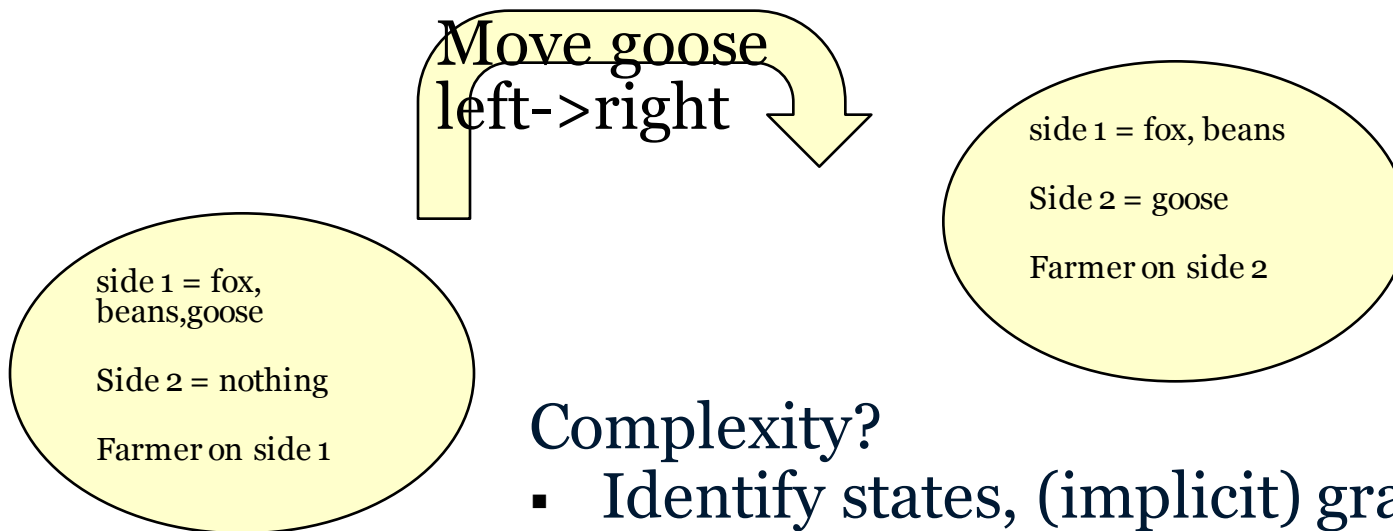 Move goose
left->right
side 1 = fox, beans
Side 2 = goose
Farmer on side 2
side 1 = fox,
beans,goose
Side 2 = nothing
Farmer on side 1
Complexity?
▪ Identify states, (implicit)